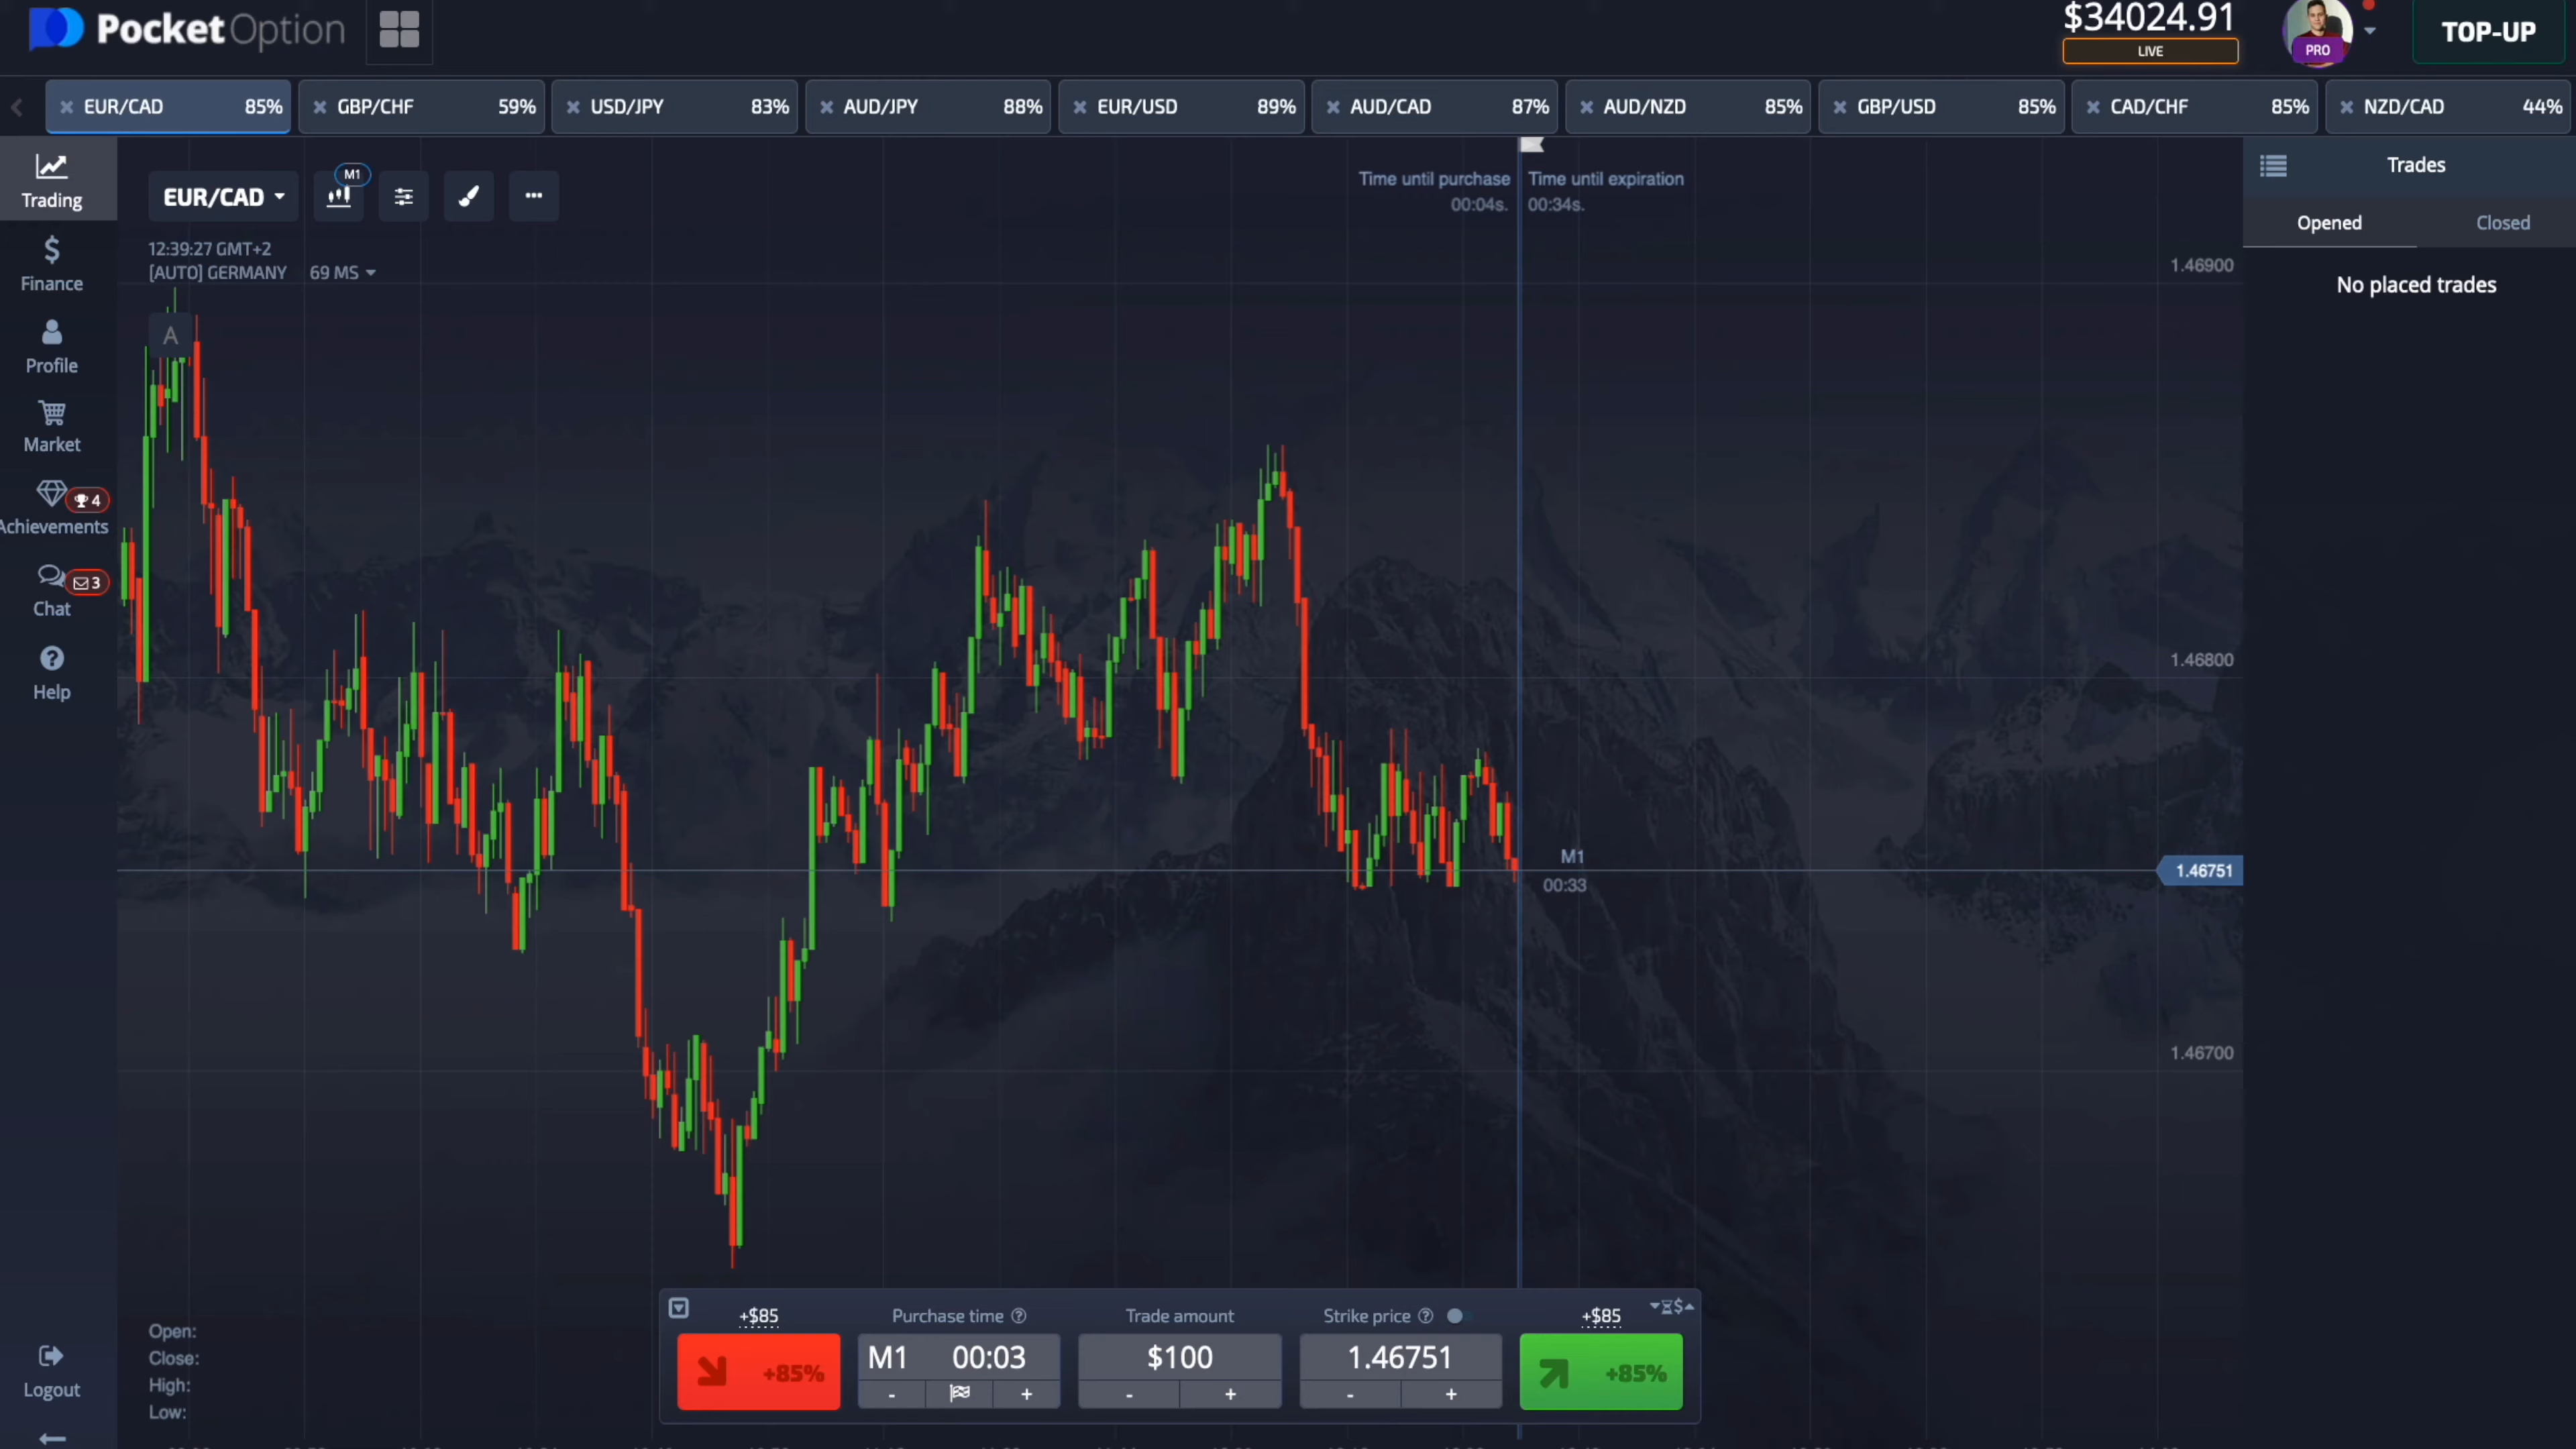 PocketOption
$34024.91
LIVE
PRO
TOP-UP
EUR/CAD 85%
GBP/CHF 59%
USD/JPY 83%
AUD/JPY 88%
EUR/USD 89%
AUD/CAD 87%
AUD/NZD 85%
GBP/USD 85%
CAD/CHF 85%
NZD/CAD 44%
Trading
Finance
Profile
Market
4
Achievements
3
Chat
Help
Logout
EUR/CAD
M1
12:39:27 GMT+2
[AUTO] GERMANY 69 MS
A
Time until purchase
00:04s.
Time until expiration
00:34s.
1.46900
1.46800
1.46751
1.46700
M1
00:33
Trades
Opened Closed
No placed trades
Open:
Close:
High:
Low:
+$85
+85%
Purchase time
M1 00:03
- +
Trade amount
$100
- +
Strike price
1.46751
- +
+$85
+85%